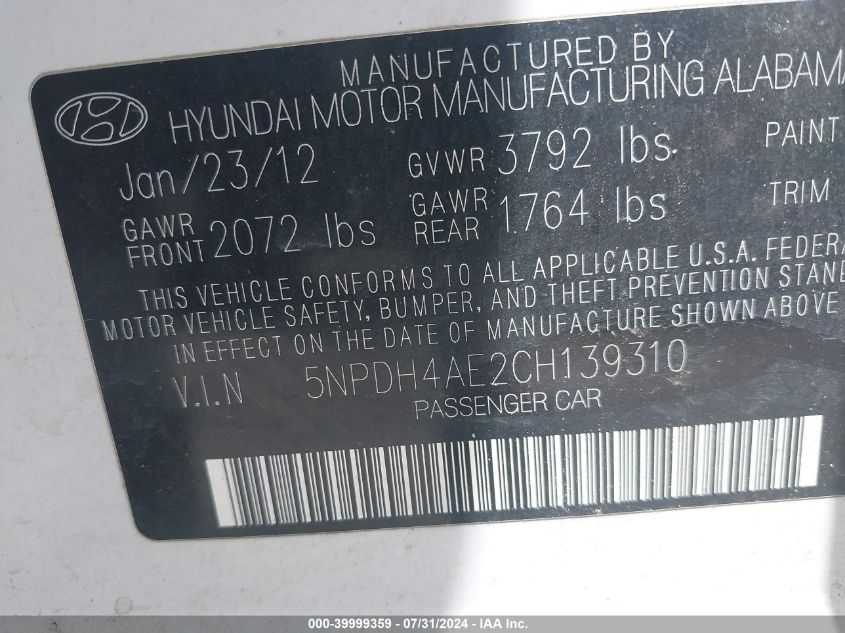 MANUFACTURED BY
HYUNDAI MOTOR MANUFACTURING ALABAMA
Jan/23/12 GVWR 3792 lbs. PAINT
GAWR FRONT 2072 lbs GAWR REAR 1764 lbs TRIM
THIS VEHICLE CONFORMS TO ALL APPLICABLE U.S.A. FEDERA
MOTOR VEHICLE SAFETY, BUMPER, AND THEFT PREVENTION STAND
IN EFFECT ON THE DATE OF MANUFACTURE SHOWN ABOVE
V.I.N 5NPDH4AE2CH139310
PASSENGER CAR
000-39999359 - 07/31/2024 - IAA Inc.